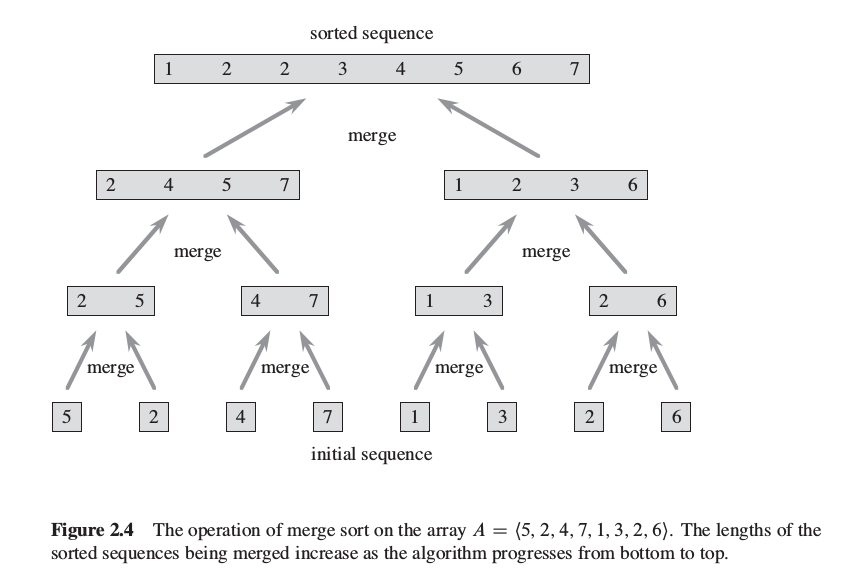 sorted sequence
1 2 2 3 4 5 6 7
merge
2 4 5 7 1 2 3 6
merge merge
2 5 4 7 1 3 2 6
merge merge merge merge
5 2 4 7 1 3 2 6
initial sequence
Figure 2.4 The operation of merge sort on the array A = ⟨5, 2, 4, 7, 1, 3, 2, 6⟩. The lengths of the
sorted sequences being merged increase as the algorithm progresses from bottom to top.